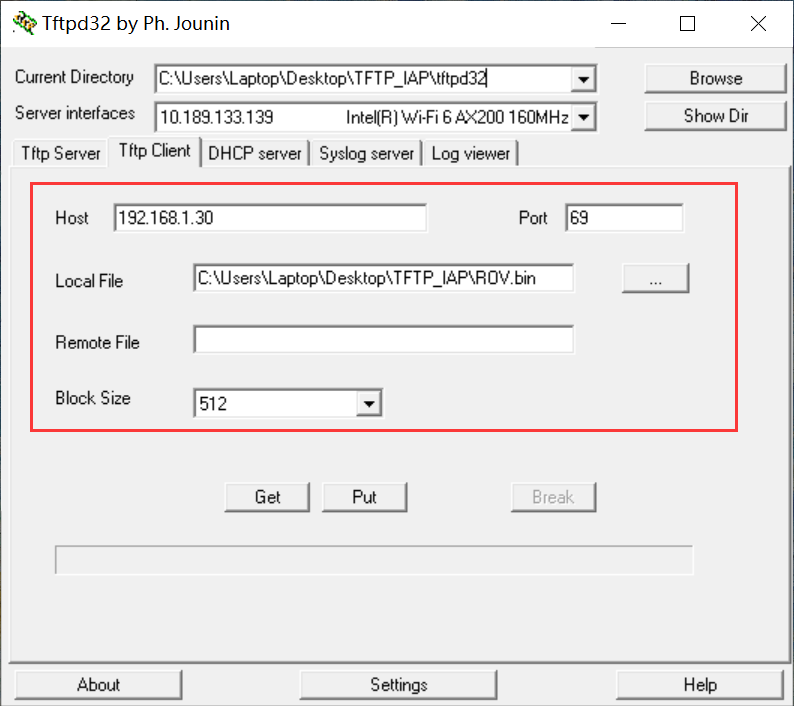 Tftpd32 by Ph. Jounin
Current Directory C:\Users\Laptop\Desktop\TFTP_IAP\tftpd32 Browse
Server interfaces 10.189.133.139 Intel(R) Wi-Fi 6 AX200 160MHz Show Dir
Tftp Server Tftp Client DHCP server Syslog server Log viewer
Host 192.168.1.30 Port 69
Local File C:\Users\Laptop\Desktop\TFTP_IAP\ROV.bin ...
Remote File
Block Size 512
Get Put Break
About Settings Help